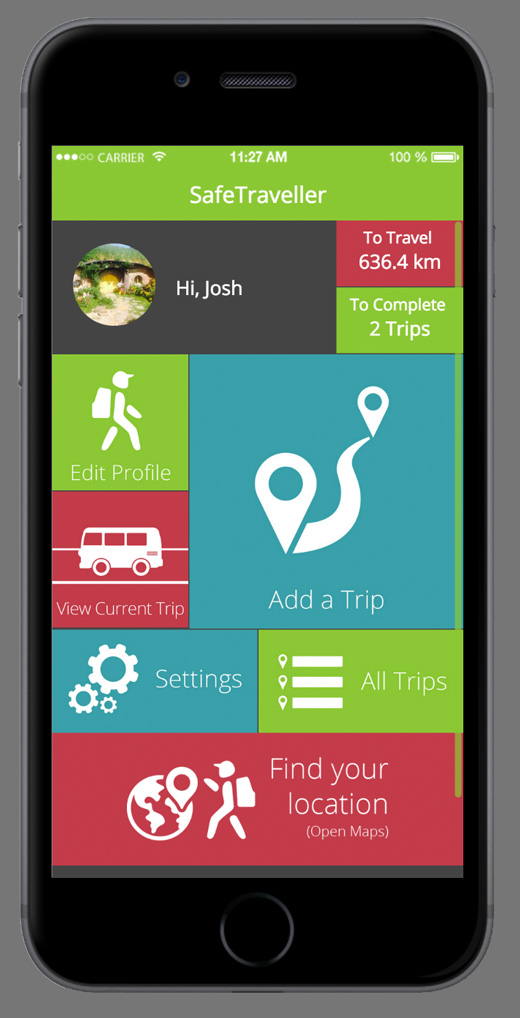 CARRIER 11:27 AM 100 %
SafeTraveller
To Travel
636.4 km
Hi, Josh
To Complete
2 Trips
Edit Profile
Add a Trip
View Current Trip
Settings
All Trips
Find your
location
(Open Maps)